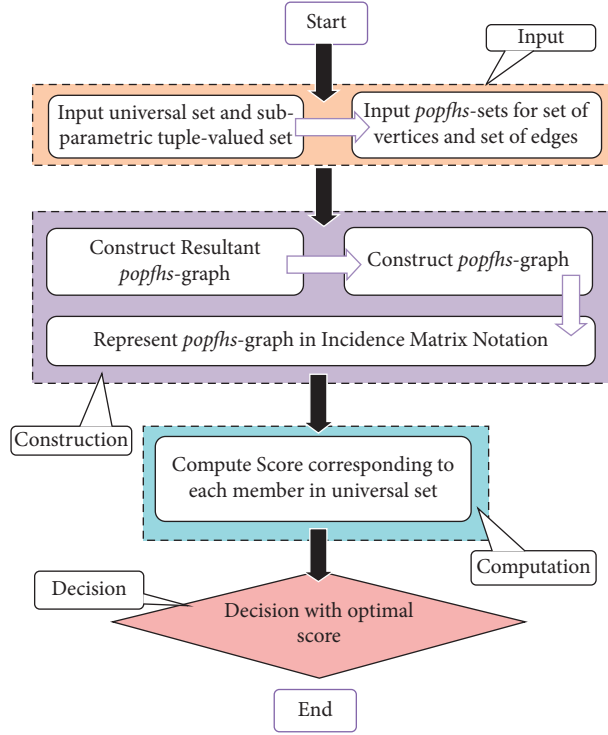 Start
Input
Input universal set and sub-
parametric tuple-valued set
Input popfhs-sets for set of
vertices and set of edges
Construct Resultant
popfhs-graph
Construct popfhs-graph
Represent popfhs-graph in Incidence Matrix Notation
Construction
Compute Score corresponding to
each member in universal set
Computation
Decision
Decision with optimal
score
End